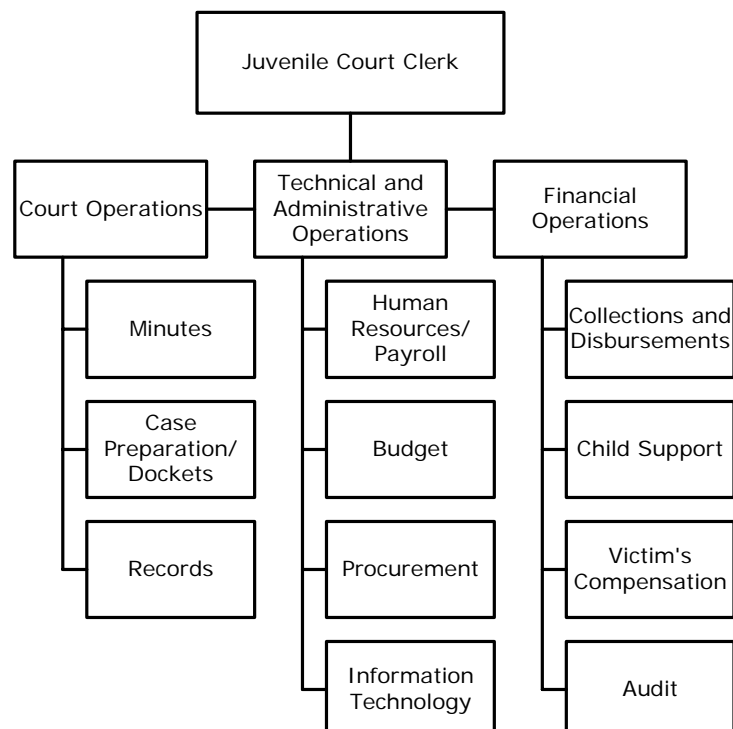 Juvenile Court Clerk
Court Operations
Technical and
Administrative
Operations
Financial
Operations
Minutes
Case
Preparation/
Dockets
Records
Human
Resources/
Payroll
Budget
Procurement
Information
Technology
Collections and
Disbursements
Child Support
Victim's
Compensation
Audit